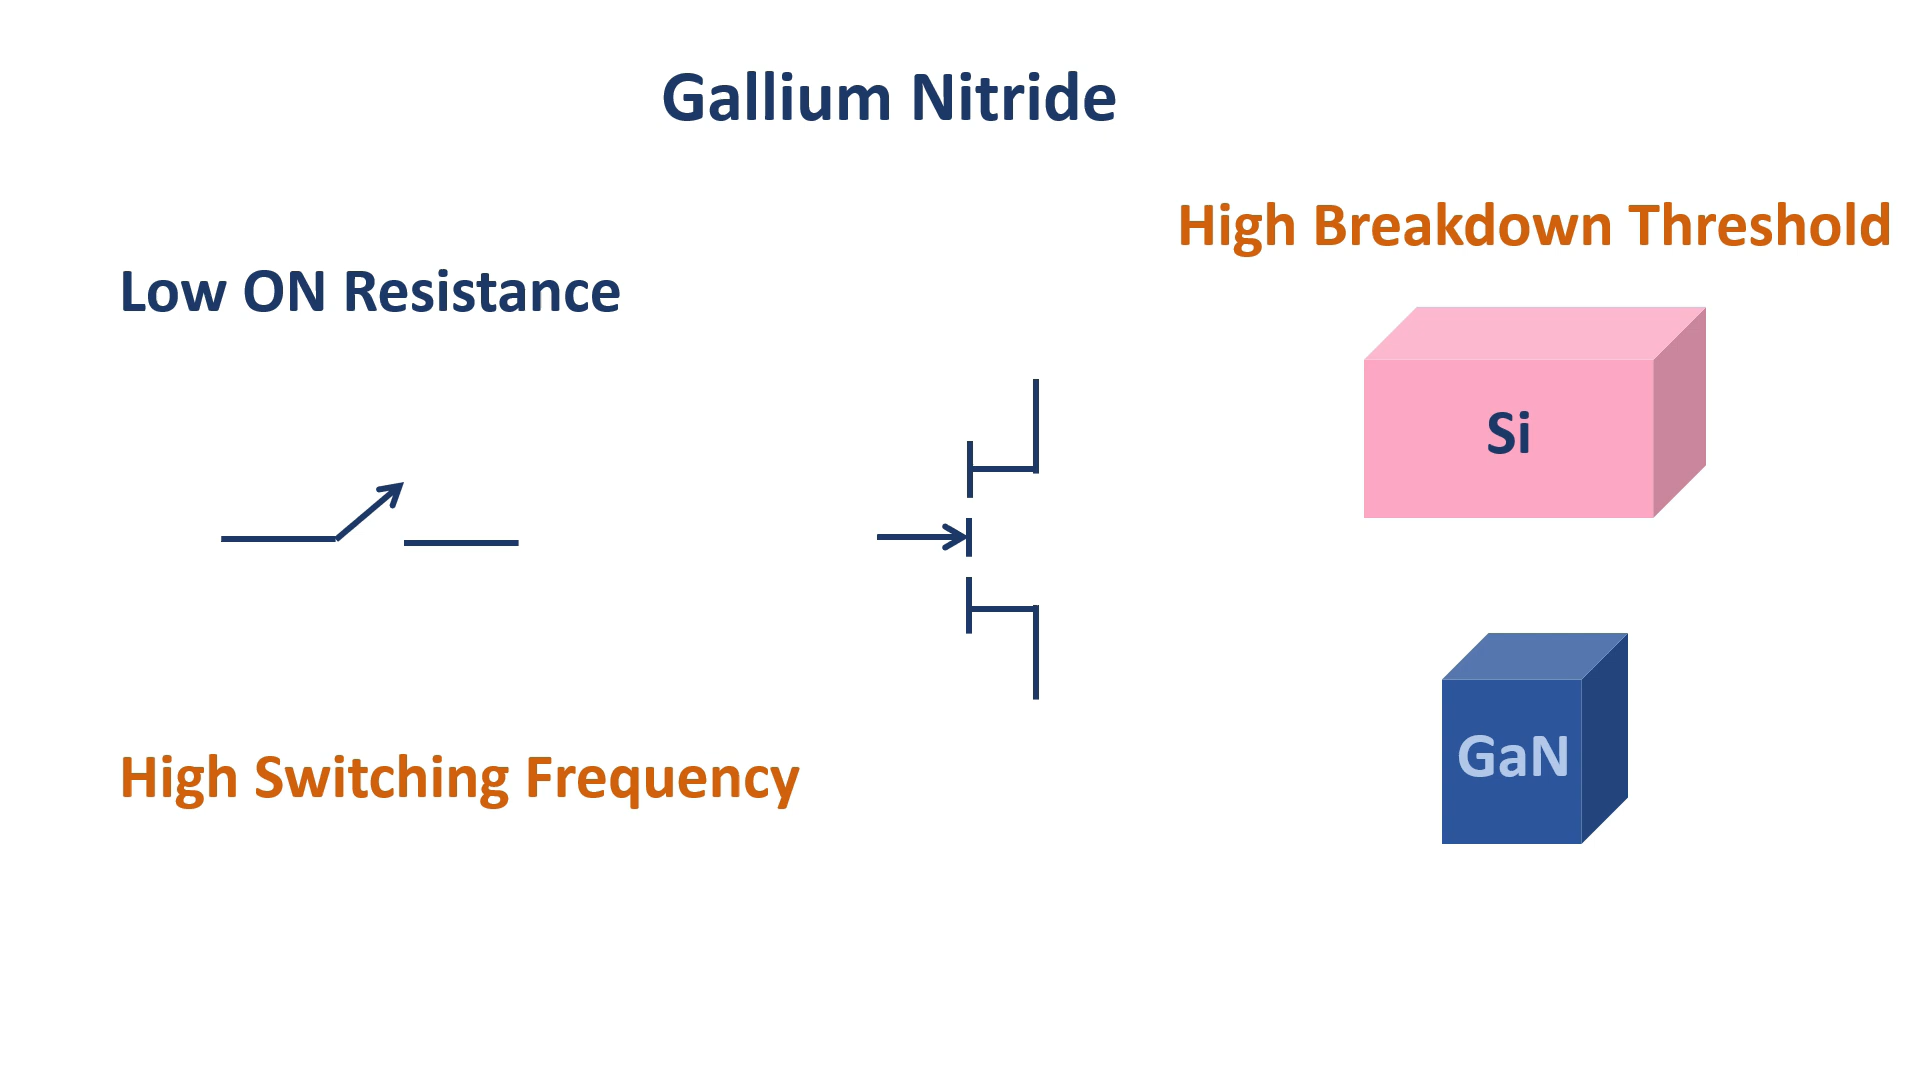 Gallium Nitride
High Breakdown Threshold
Low ON Resistance
Si
GaN
High Switching Frequency